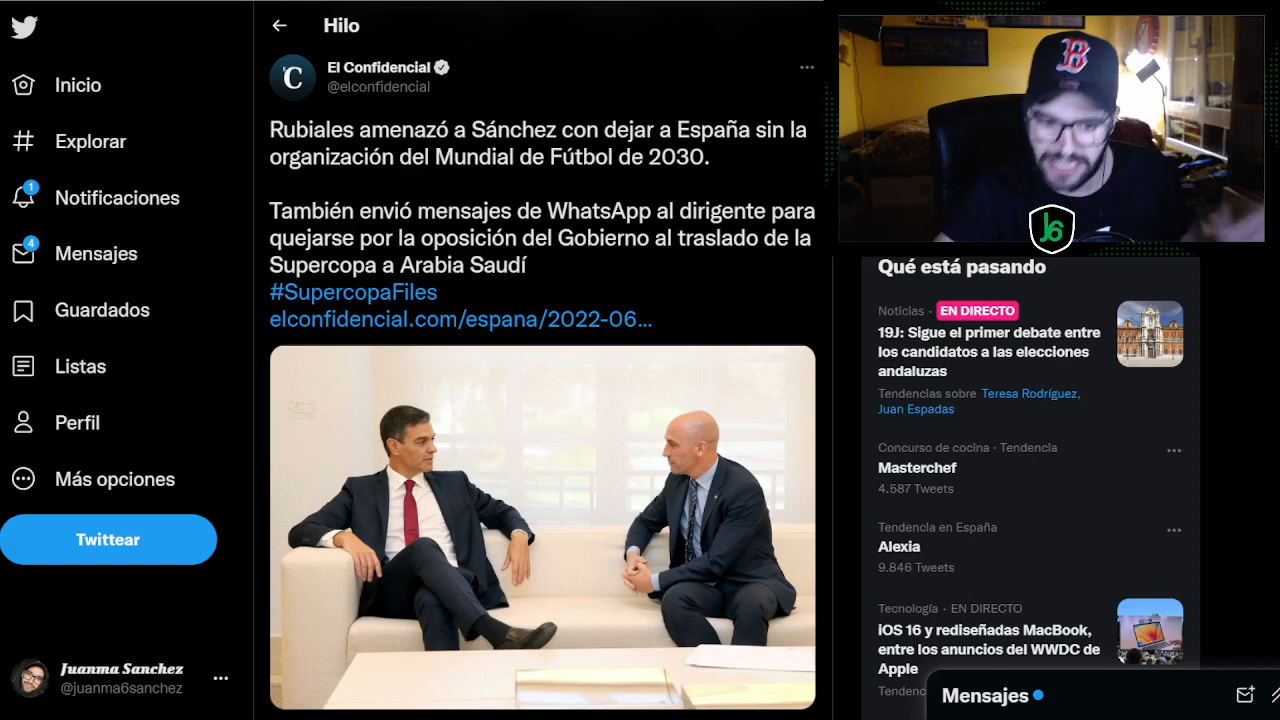 Inicio
Explorar
1
Notificaciones
4
Mensajes
Guardados
Listas
Perfil
Más opciones
Twittear
Juanma Sanchez
@juanma6sanchez
Hilo
C
El Confidencial
@elconfidencial
Rubiales amenazó a Sánchez con dejar a España sin la
organización del Mundial de Fútbol de 2030.
También envió mensajes de WhatsApp al dirigente para
quejarse por la oposición del Gobierno al traslado de la
Supercopa a Arabia Saudí
#SupercopaFiles
elconfidencial.com/espana/2022-06...
B
J6
Qué está pasando
Noticias · EN DIRECTO
19J: Sigue el primer debate entre
los candidatos a las elecciones
andaluzas
Tendencias sobre Teresa Rodríguez,
Juan Espadas
Concurso de cocina · Tendencia
Masterchef
4.587 Tweets
Tendencia en España
Alexia
9.846 Tweets
Tecnología · EN DIRECTO
iOS 16 y rediseñadas MacBook,
entre los anuncios del WWDC de
Apple
Tendenc
Mensajes